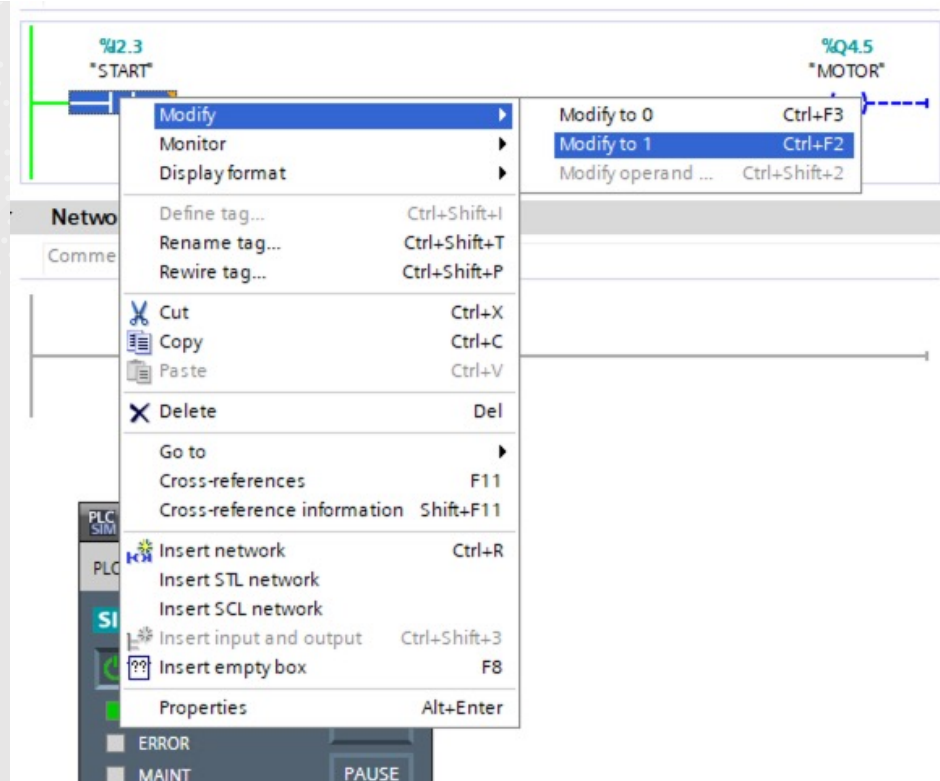 %I2.3
"START"
%Q4.5
"MOTOR"
Modify
Monitor
Display format
Define tag... Ctrl+Shift+I
Rename tag... Ctrl+Shift+T
Rewire tag... Ctrl+Shift+P
Cut Ctrl+X
Copy Ctrl+C
Paste Ctrl+V
Delete Del
Go to
Cross-references F11
Cross-reference information Shift+F11
Insert network Ctrl+R
Insert STL network
Insert SCL network
Insert input and output Ctrl+Shift+3
?? Insert empty box F8
Properties Alt+Enter
Modify to 0 Ctrl+F3
Modify to 1 Ctrl+F2
Modify operand ... Ctrl+Shift+2
Netwo
Comme
PLC
SIM
PLC
SI
ERROR
MAINT
PAUSE